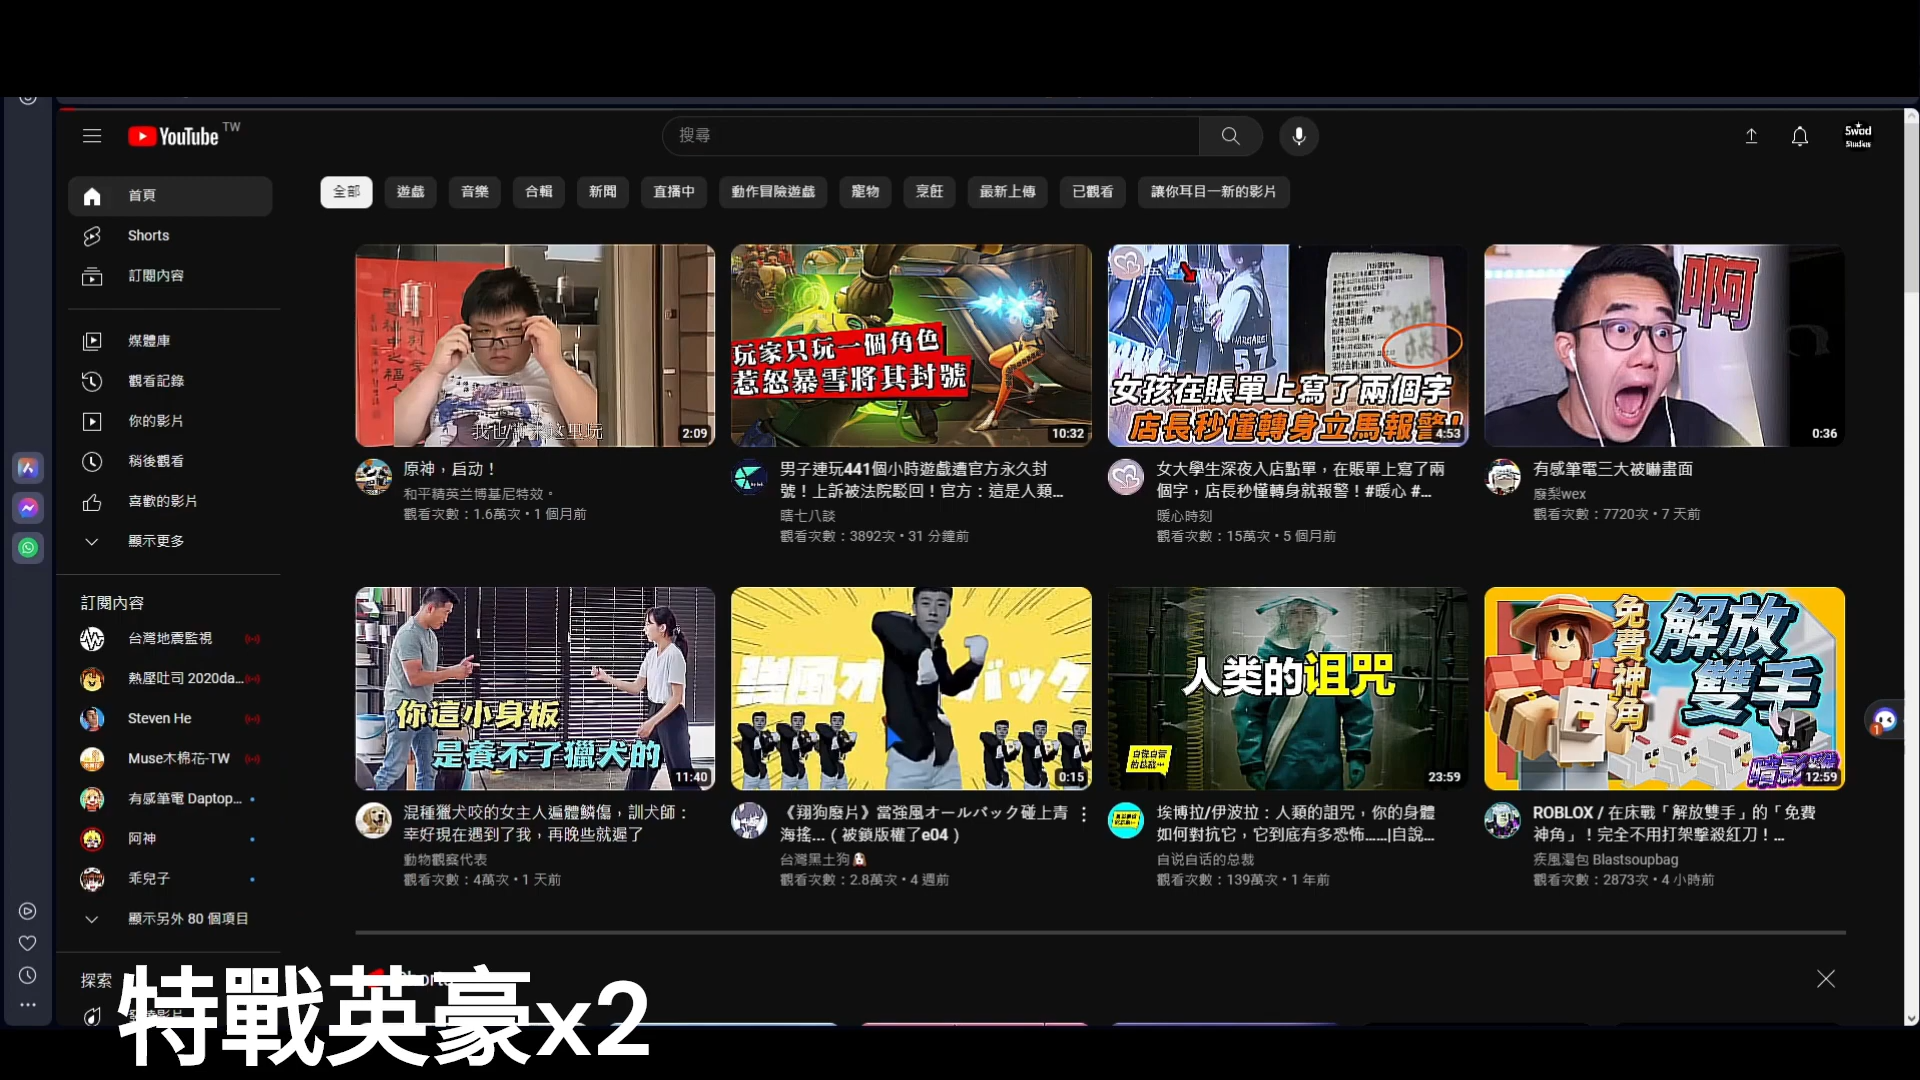 YouTube TW
搜尋
Swod
Studios
首頁
Shorts
訂閱內容
媒體庫
觀看記錄
你的影片
稍後觀看
喜歡的影片
顯示更多
訂閱內容
台灣地震監視
熱壓吐司 2020da...
Steven He
Muse木棉花-TW
有感筆電 Daptop...
阿神
乖兒子
顯示另外 80 個項目
探索
全部
遊戲
音樂
合輯
新聞
直播中
動作冒險遊戲
寵物
烹飪
最新上傳
已觀看
讓你耳目一新的影片
2:09
原神，启动！
和平精英兰博基尼特效。
觀看次數：1.6萬次 • 1 個月前
玩家只玩一個角色
惹怒暴雪將其封號
10:32
男子連玩441個小時遊戲遭官方永久封
號！上訴被法院駁回！官方：這是人類...
瞎七八談
觀看次數：3892次 • 31 分鐘前
57
女孩在賬單上寫了兩個字
店長秒懂轉身立馬報警！
4:53
女大學生深夜入店點單，在賬單上寫了兩
個字，店長秒懂轉身就報警！#暖心 #...
暖心時刻
觀看次數：15萬次 • 5 個月前
啊
0:36
有感筆電三大被嚇畫面
廢梨wex
觀看次數：7720次 • 7 天前
你這小身板
是養不了獵犬的
11:40
混種獵犬咬的女主人遍體鱗傷，訓犬師：
幸好現在遇到了我，再晚些就遲了
動物觀察代表
觀看次數：4萬次 • 1 天前
強風オールバック
0:15
《翔狗廢片》當強風オールバック碰上青
海搖...（被鎖版權了e04）
台灣黑土狗
觀看次數：2.8萬次 • 4 週前
人类的诅咒
23:59
埃博拉/伊波拉：人類的詛咒，你的身體
如何對抗它，它到底有多恐怖......|自說...
自说自话的总裁
觀看次數：139萬次 • 1 年前
免費神角
解放
雙手
12:59
ROBLOX / 在床戰「解放雙手」的「免費
神角」！完全不用打架擊殺紅刀！...
疾風湯包 Blastsoupbag
觀看次數：2873次 • 4 小時前
Shorts
特戰英豪x2